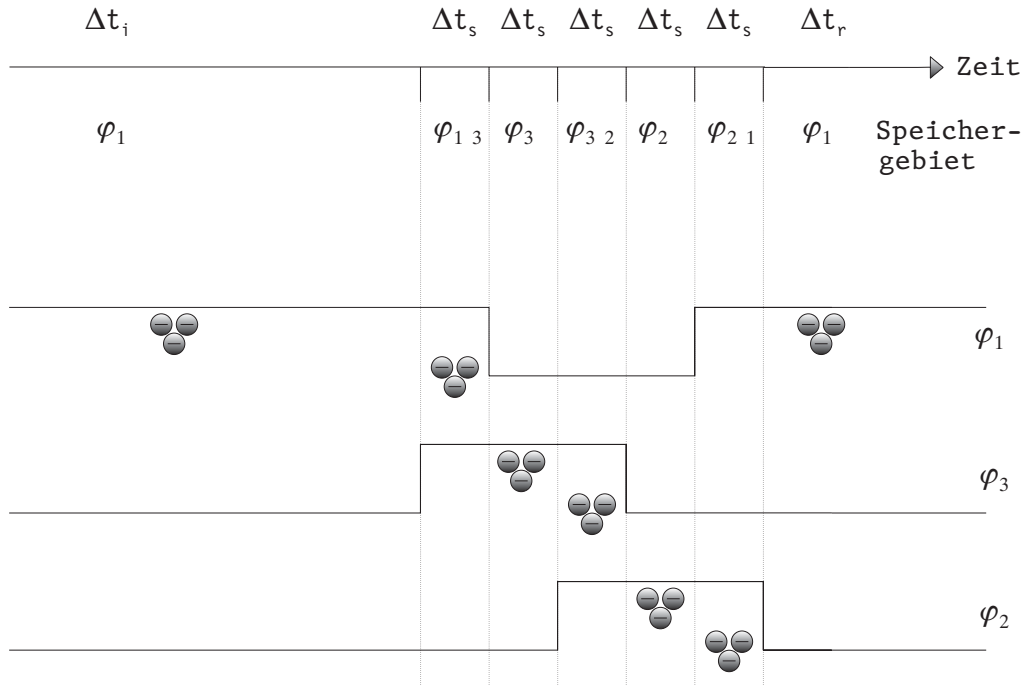 Δtᵢ Δtₛ Δtₛ Δtₛ Δtₛ Δtₛ Δtᵣ
Zeit
φ₁ φ₁ ₃ φ₃ φ₃ ₂ φ₂ φ₂ ₁ φ₁ Speicher-
gebiet
φ₁
φ₃
φ₂